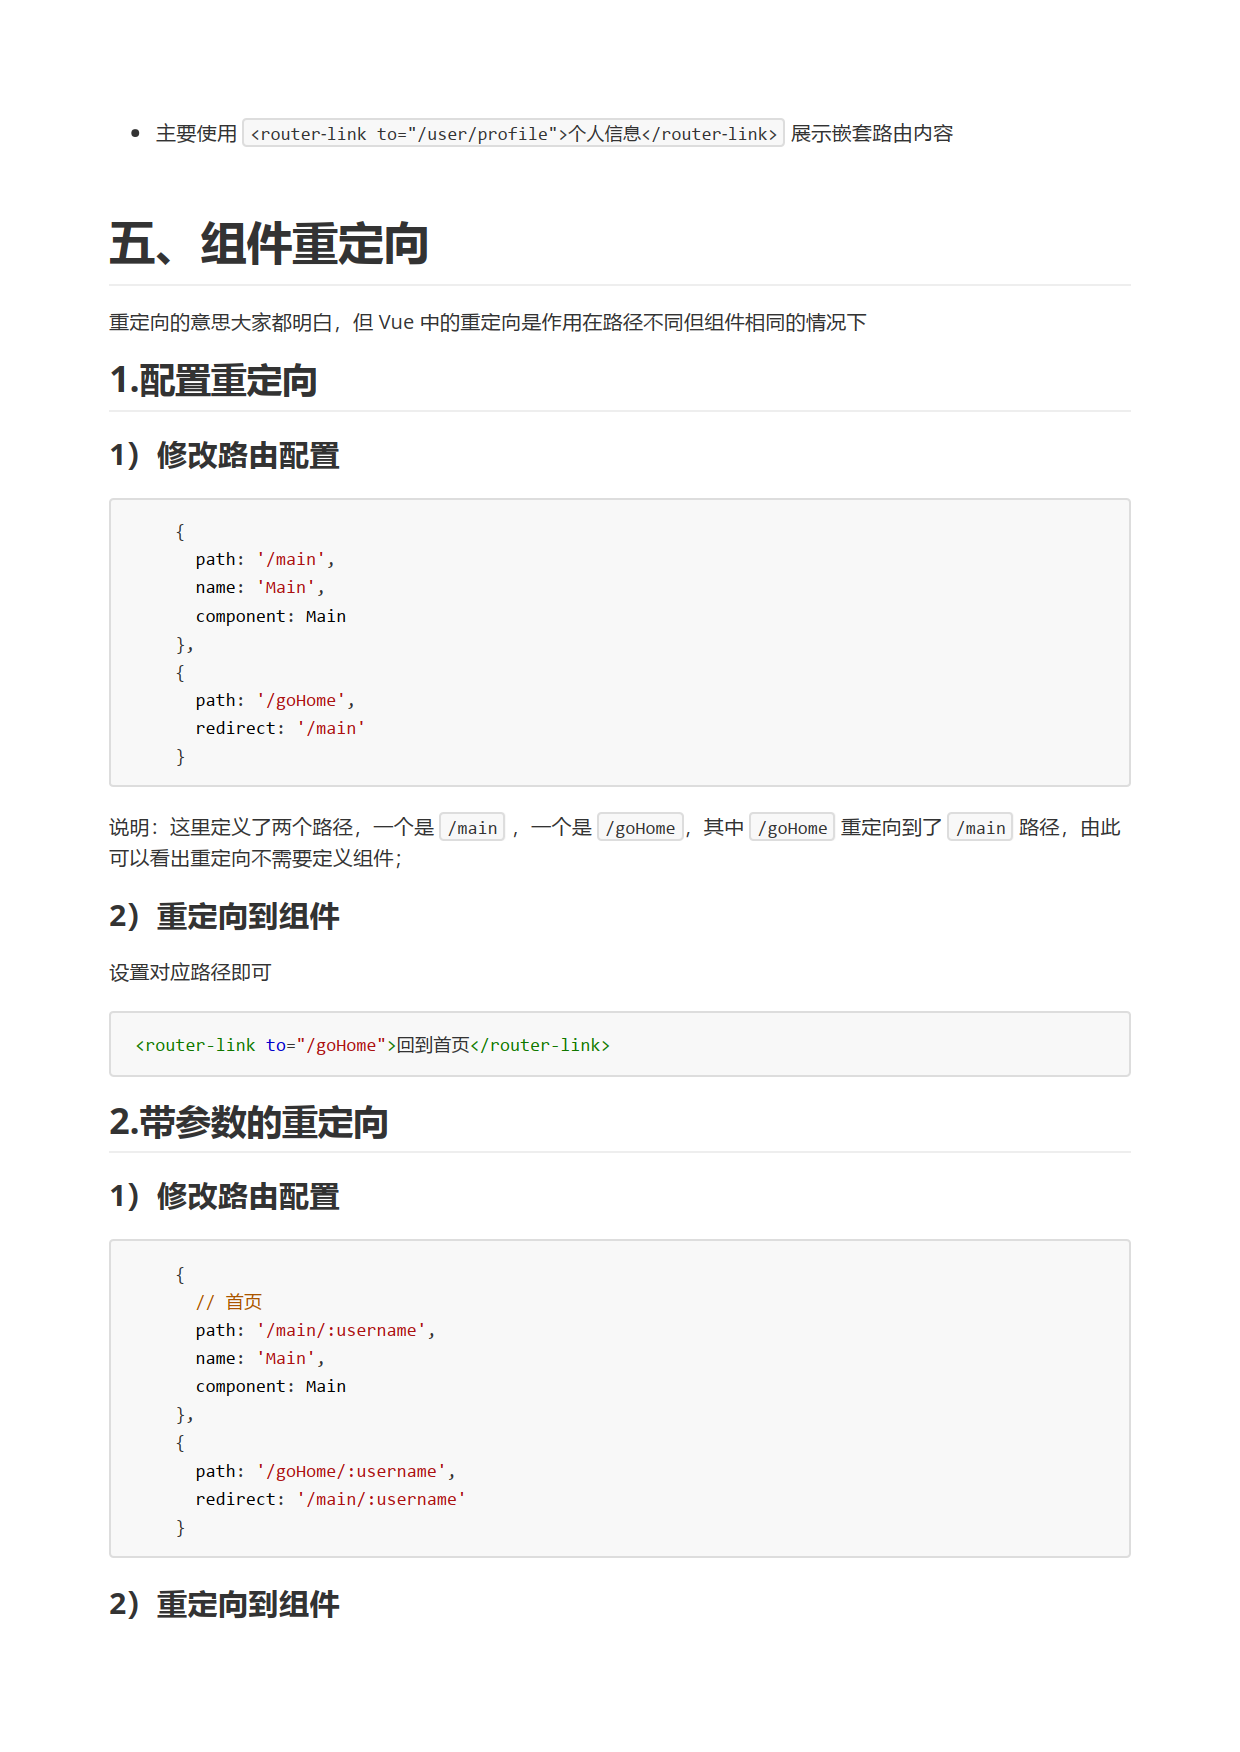 主要使用 <router-link to="/user/profile">个人信息</router-link> 展示嵌套路由内容
五、组件重定向
重定向的意思大家都明白，但 Vue 中的重定向是作用在路径不同但组件相同的情况下
1.配置重定向
1）修改路由配置
{
path: '/main',
name: 'Main',
component: Main
},
{
path: '/goHome',
redirect: '/main'
}
说明：这里定义了两个路径，一个是 /main ，一个是 /goHome，其中 /goHome 重定向到了 /main 路径，由此
可以看出重定向不需要定义组件；
2）重定向到组件
设置对应路径即可
<router-link to="/goHome">回到首页</router-link>
2.带参数的重定向
1）修改路由配置
{
// 首页
path: '/main/:username',
name: 'Main',
component: Main
},
{
path: '/goHome/:username',
redirect: '/main/:username'
}
2）重定向到组件